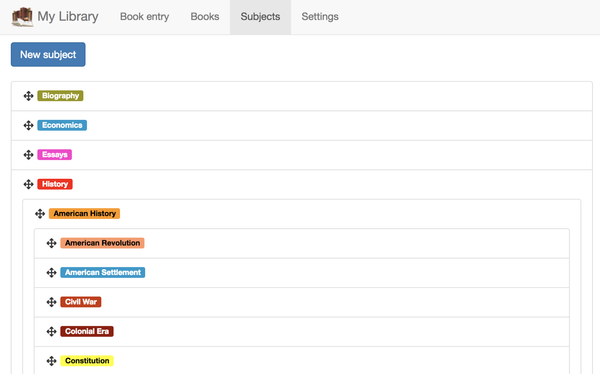 My Library Book entry Books Subjects Settings
New subject
Biography
Economics
Essays
History
American History
American Revolution
American Settlement
Civil War
Colonial Era
Constitution